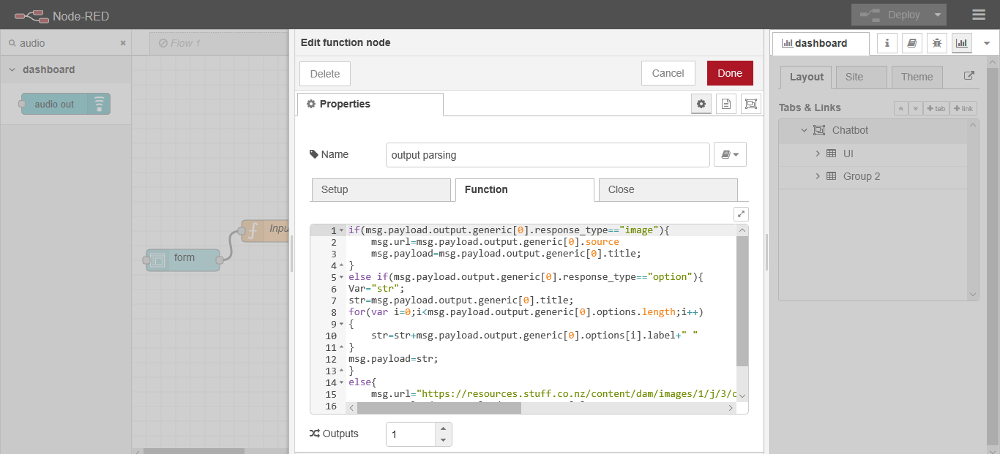 Node-RED
Deploy
audio
Flow 1
Edit function node
dashboard
dashboard
Delete
Cancel
Done
audio out
Layout
Site
Theme
Properties
Tabs & Links
tab
link
Chatbot
UI
Group 2
Name
output parsing
Setup
Function
Close
form
Inpu
1 if(msg.payload.output.generic[0].response_type=="image"){
2 msg.url=msg.payload.output.generic[0].source
3 msg.payload=msg.payload.output.generic[0].title;
4 }
5 else if(msg.payload.output.generic[0].response_type=="option"){
6 Var="str";
7 str=msg.payload.output.generic[0].title;
8 for(var i=0;i<msg.payload.output.generic[0].options.length;i++)
9 {
10 str=str+msg.payload.output.generic[0].options[i].label+" "
11 }
12 msg.payload=str;
13 }
14 else{
15 msg.url="https://resources.stuff.co.nz/content/dam/images/1/j/3/c
16
Outputs
1